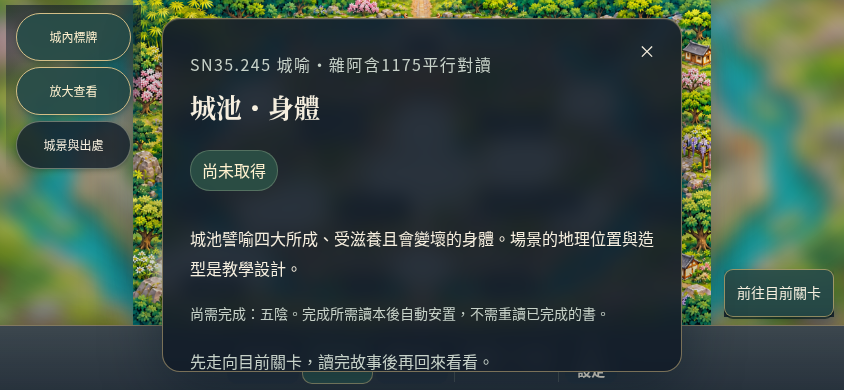 城內標牌
放大查看
城景與出處
SN35.245 城喻・雜阿含1175平行對讀
城池・身體
尚未取得
城池譬喻四大所成、受滋養且會變壞的身體。場景的地理位置與造
型是教學設計。
尚需完成：五陰。完成所需讀本後自動安置，不需重讀已完成的書。
先走向目前關卡，讀完故事後再回來看看。
前往目前關卡
設定